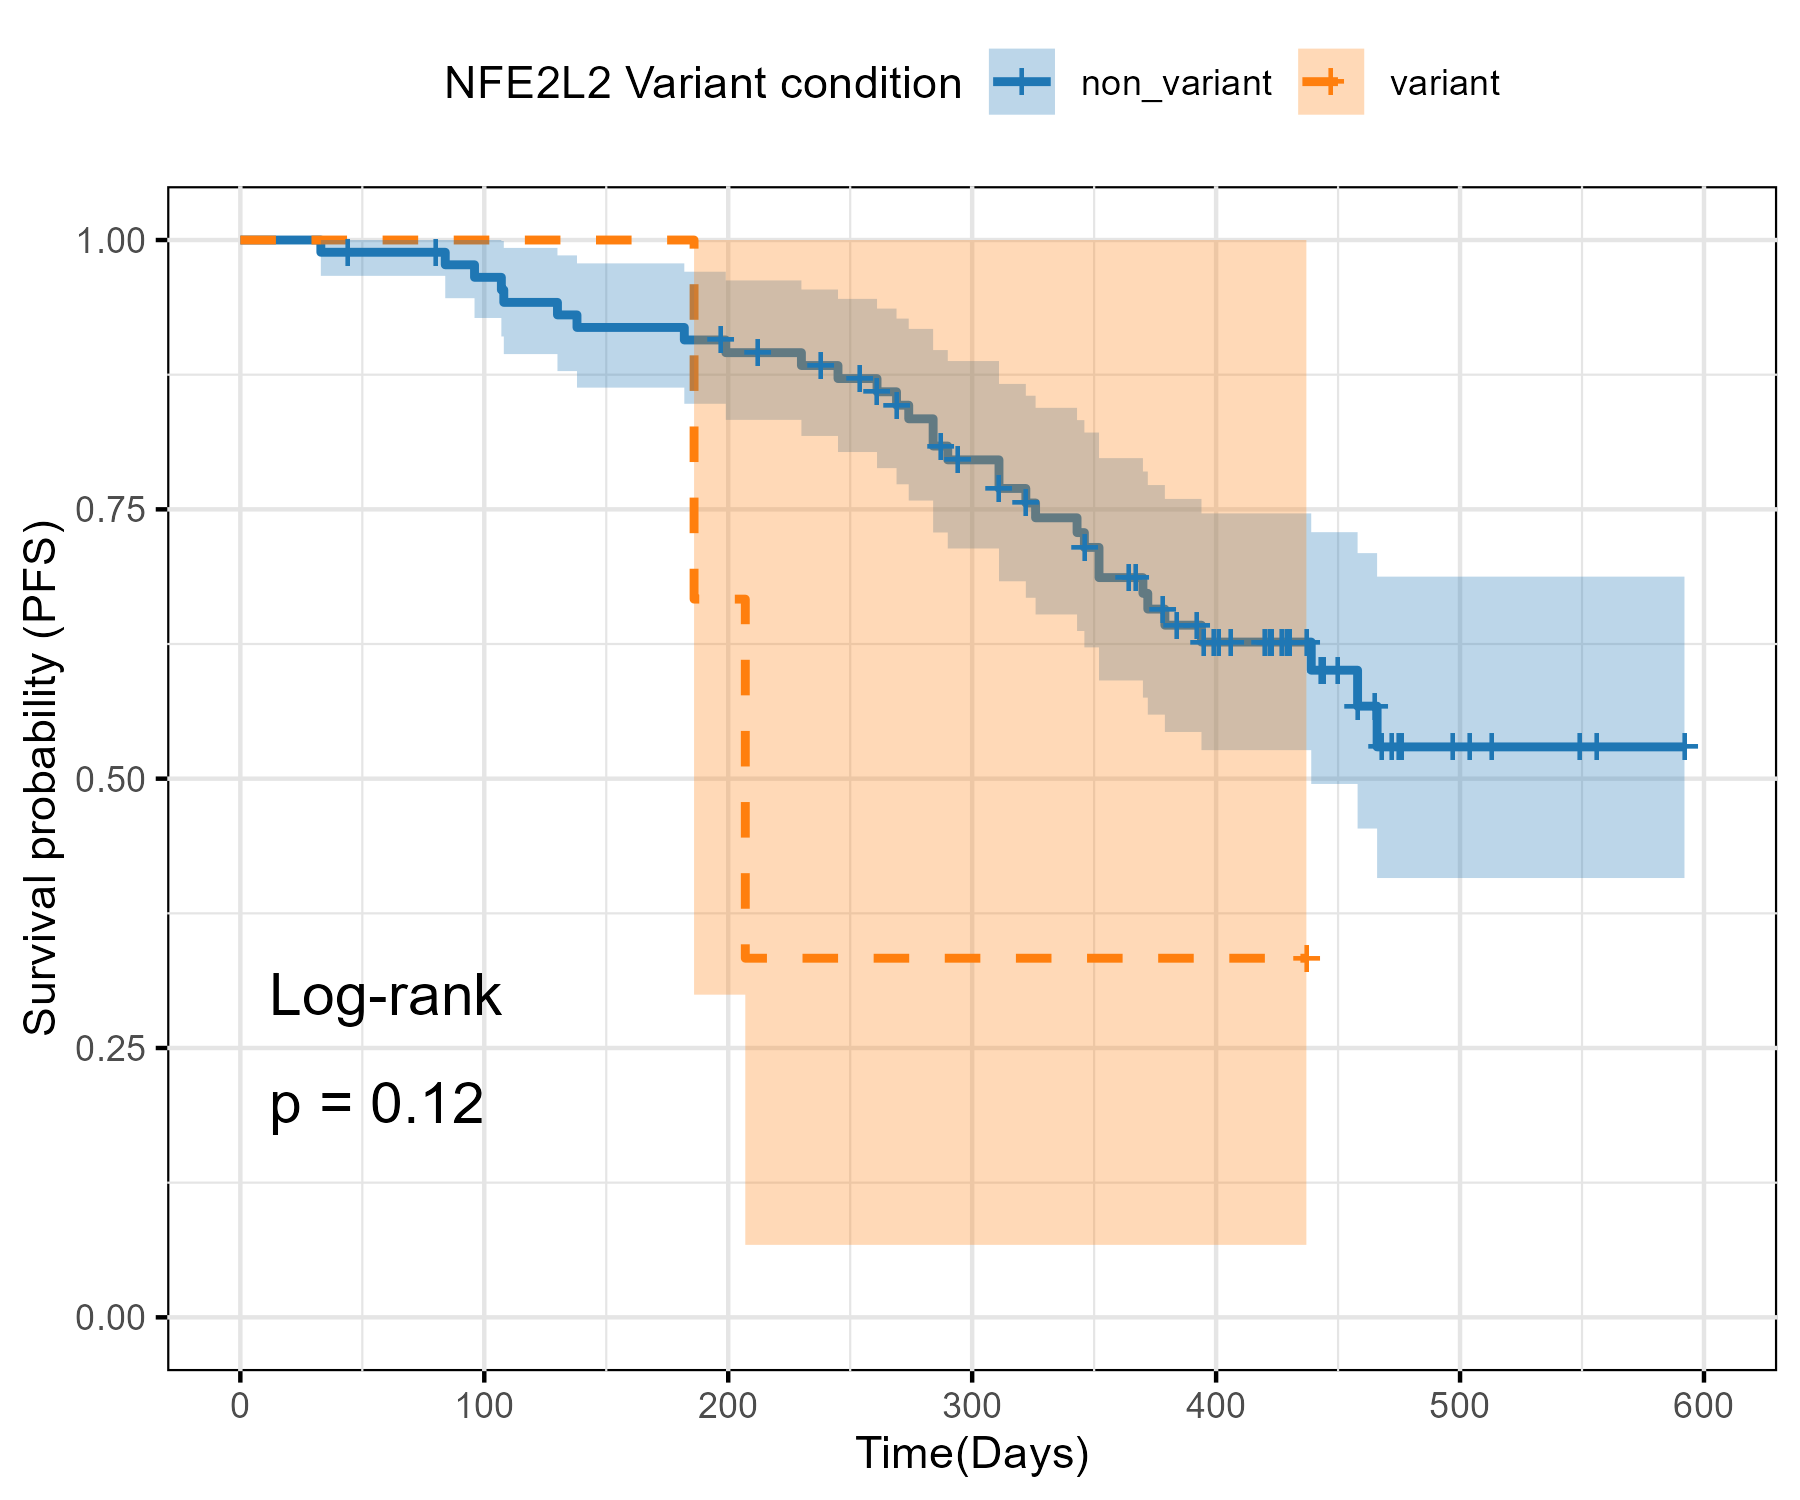 NFE2L2 Variant condition non_variant variant
1.00
0.75
0.50
0.25
0.00
Survival probability (PFS)
Log-rank
p = 0.12
0 100 200 300 400 500 600
Time(Days)